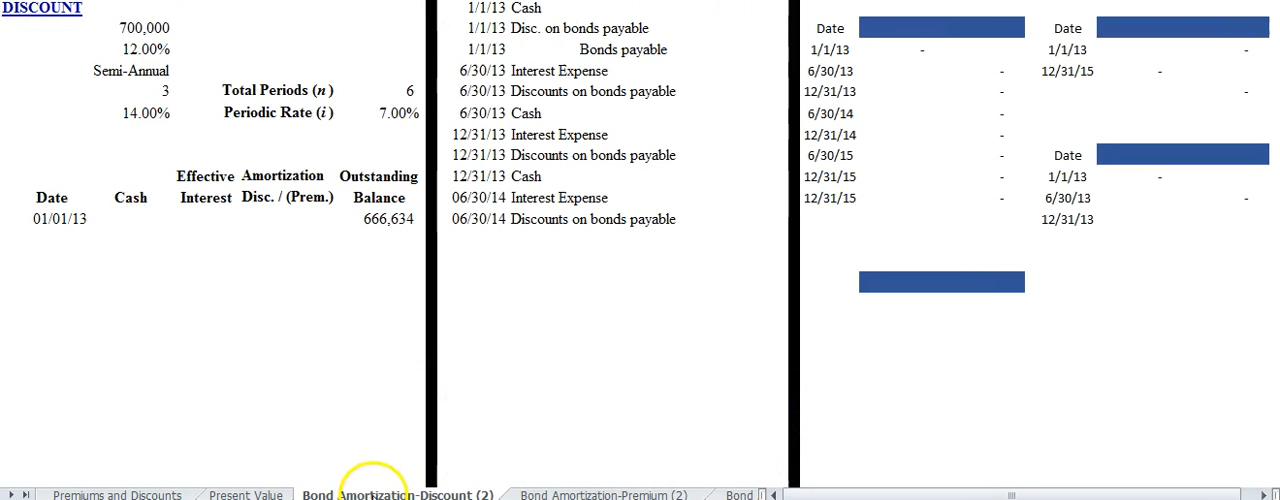 DISCOUNT
700,000
12.00%
Semi-Annual
3 Total Periods (n) 6
14.00% Periodic Rate (i) 7.00%
Effective Amortization Outstanding
Date Cash Interest Disc. / (Prem.) Balance
01/01/13 666,634
1/1/13 Cash
1/1/13 Disc. on bonds payable
1/1/13 Bonds payable
6/30/13 Interest Expense
6/30/13 Discounts on bonds payable
6/30/13 Cash
12/31/13 Interest Expense
12/31/13 Discounts on bonds payable
12/31/13 Cash
06/30/14 Interest Expense
06/30/14 Discounts on bonds payable
Date
1/1/13 -
6/30/13 -
12/31/13 -
6/30/14 -
12/31/14 -
6/30/15 -
12/31/15 -
12/31/15 -
Date
1/1/13 -
12/31/15 -
-
Date
1/1/13 -
6/30/13 -
12/31/13
Premiums and Discounts Present Value Bond Amortization-Discount (2) Bond Amortization-Premium (2) Bond